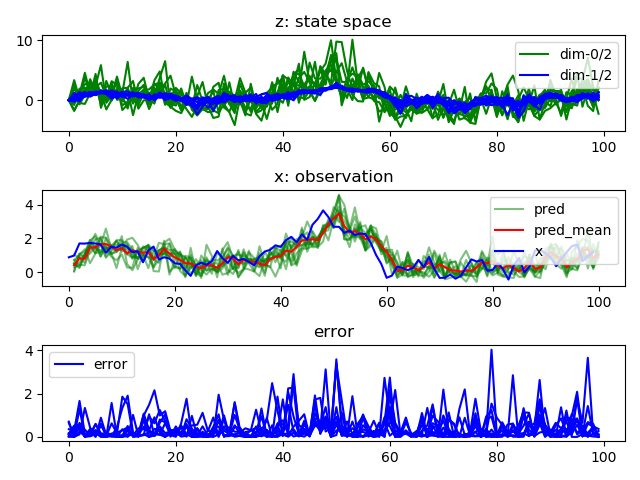 z: state space
10
0
dim-0/2
dim-1/2
0 20 40 60 80 100
x: observation
4
2
0
pred
pred_mean
x
0 20 40 60 80 100
error
4
2
0
error
0 20 40 60 80 100